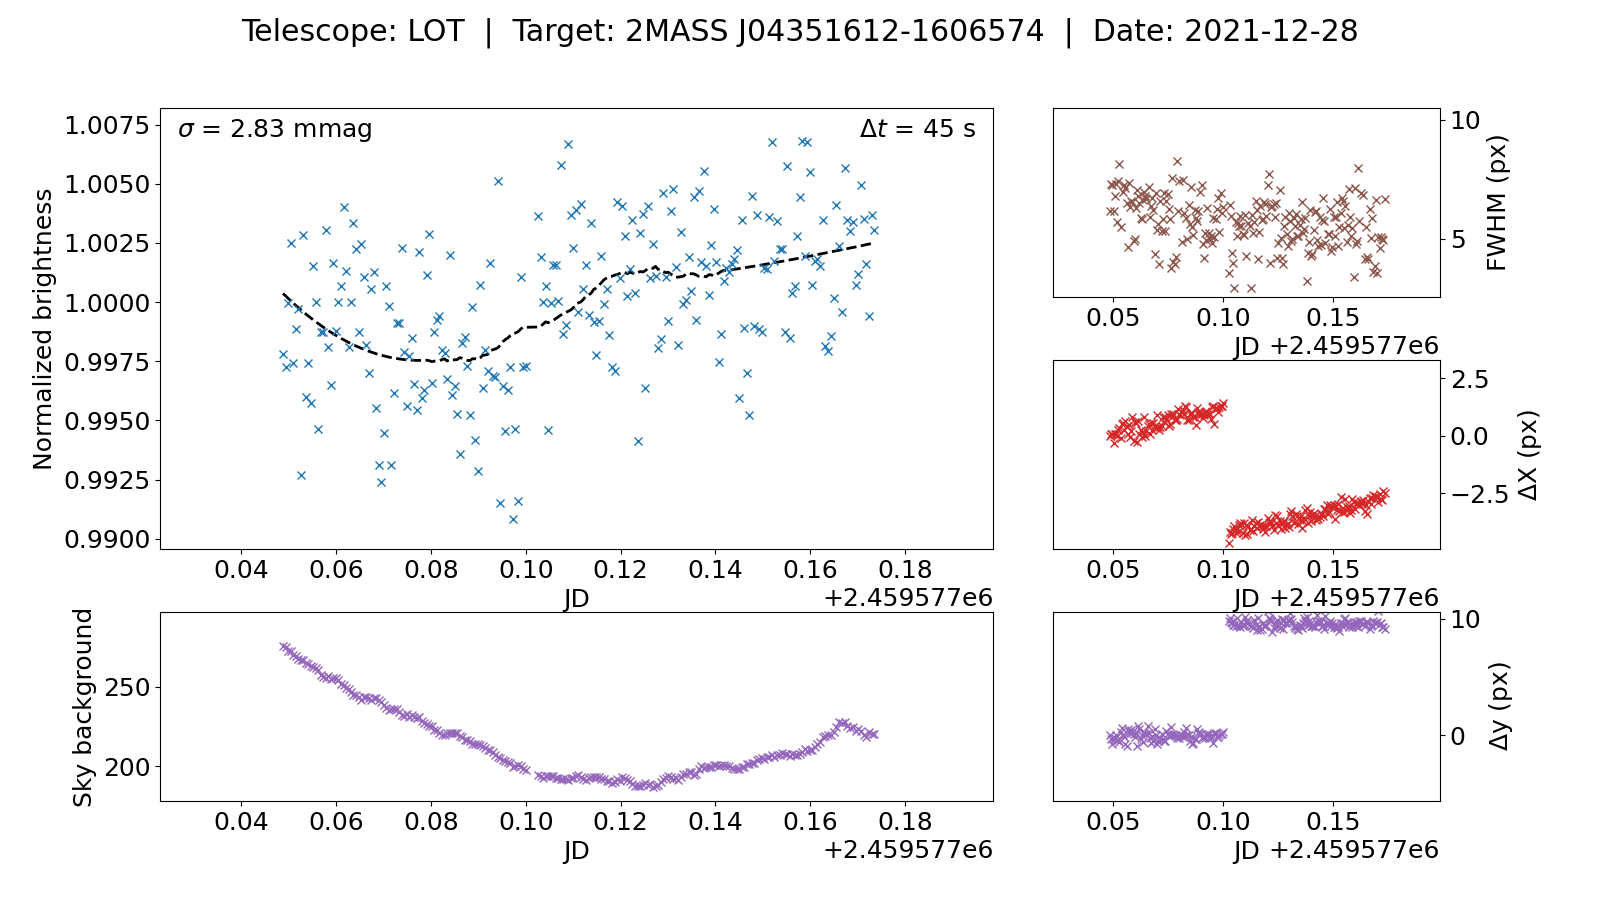 Telescope: LOT | Target: 2MASS J04351612-1606574 | Date: 2021-12-28
Normalized brightness
1.0075
1.0050
1.0025
1.0000
0.9975
0.9950
0.9925
0.9900
σ = 2.83 mmag
Δt = 45 s
0.04 0.06 0.08 0.10 0.12 0.14 0.16 0.18
JD
+2.459577e6
10
5
FWHM (px)
0.05 0.10 0.15
JD +2.459577e6
2.5
0.0
−2.5
ΔX (px)
0.05 0.10 0.15
JD +2.459577e6
Sky background
250
200
0.04 0.06 0.08 0.10 0.12 0.14 0.16 0.18
JD
+2.459577e6
10
0
Δy (px)
0.05 0.10 0.15
JD +2.459577e6